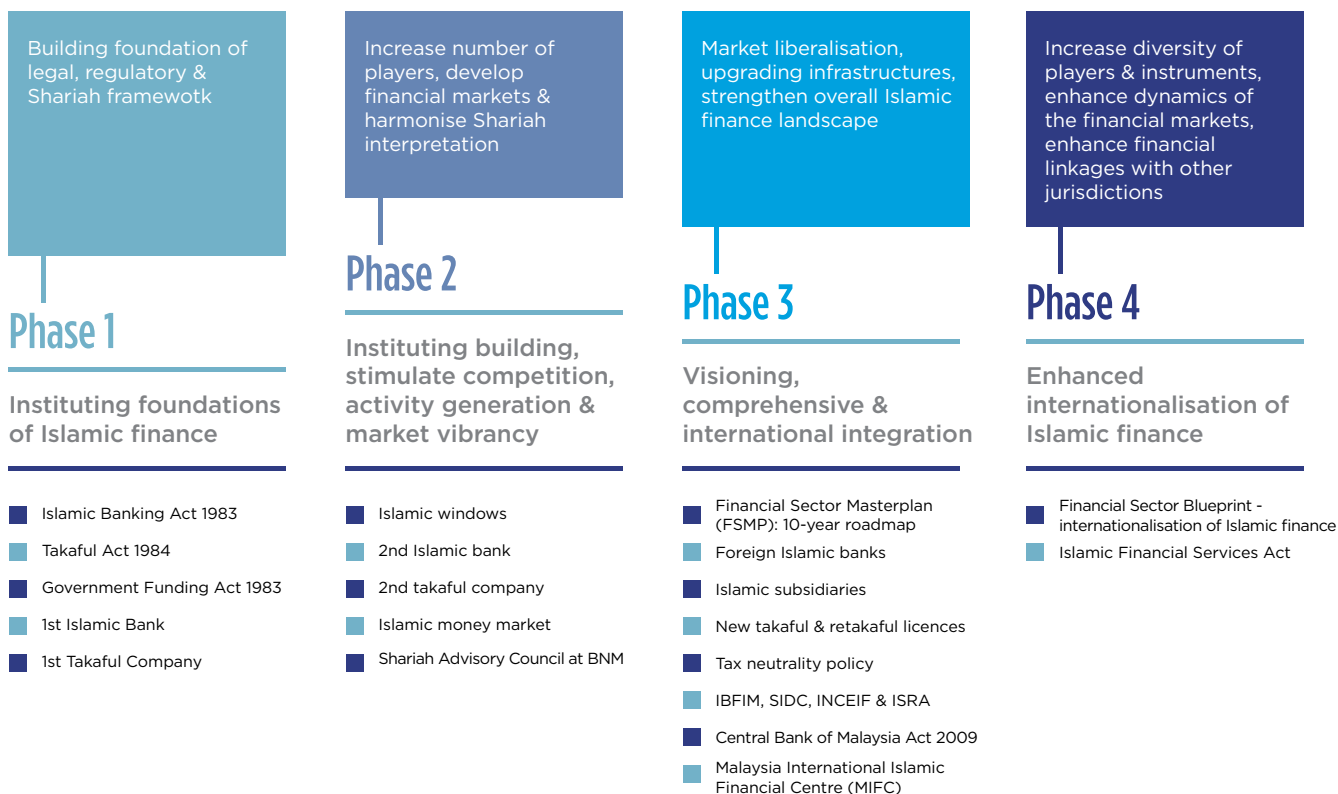 Building foundation of
legal, regulatory &
Shariah framewotk
Phase 1
Instituting foundations
of Islamic finance
Islamic Banking Act 1983
Takaful Act 1984
Government Funding Act 1983
1st Islamic Bank
1st Takaful Company
Increase number of
players, develop
financial markets &
harmonise Shariah
interpretation
Phase 2
Instituting building,
stimulate competition,
activity generation &
market vibrancy
Islamic windows
2nd Islamic bank
2nd takaful company
Islamic money market
Shariah Advisory Council at BNM
Market liberalisation,
upgrading infrastructures,
strengthen overall Islamic
finance landscape
Phase 3
Visioning,
comprehensive &
international integration
Financial Sector Masterplan
(FSMP): 10-year roadmap
Foreign Islamic banks
Islamic subsidiaries
New takaful & retakaful licences
Tax neutrality policy
IBFIM, SIDC, INCEIF & ISRA
Central Bank of Malaysia Act 2009
Malaysia International Islamic
Financial Centre (MIFC)
Increase diversity of
players & instruments,
enhance dynamics of
the financial markets,
enhance financial
linkages with other
jurisdictions
Phase 4
Enhanced
internationalisation of
Islamic finance
Financial Sector Blueprint -
internationalisation of Islamic finance
Islamic Financial Services Act